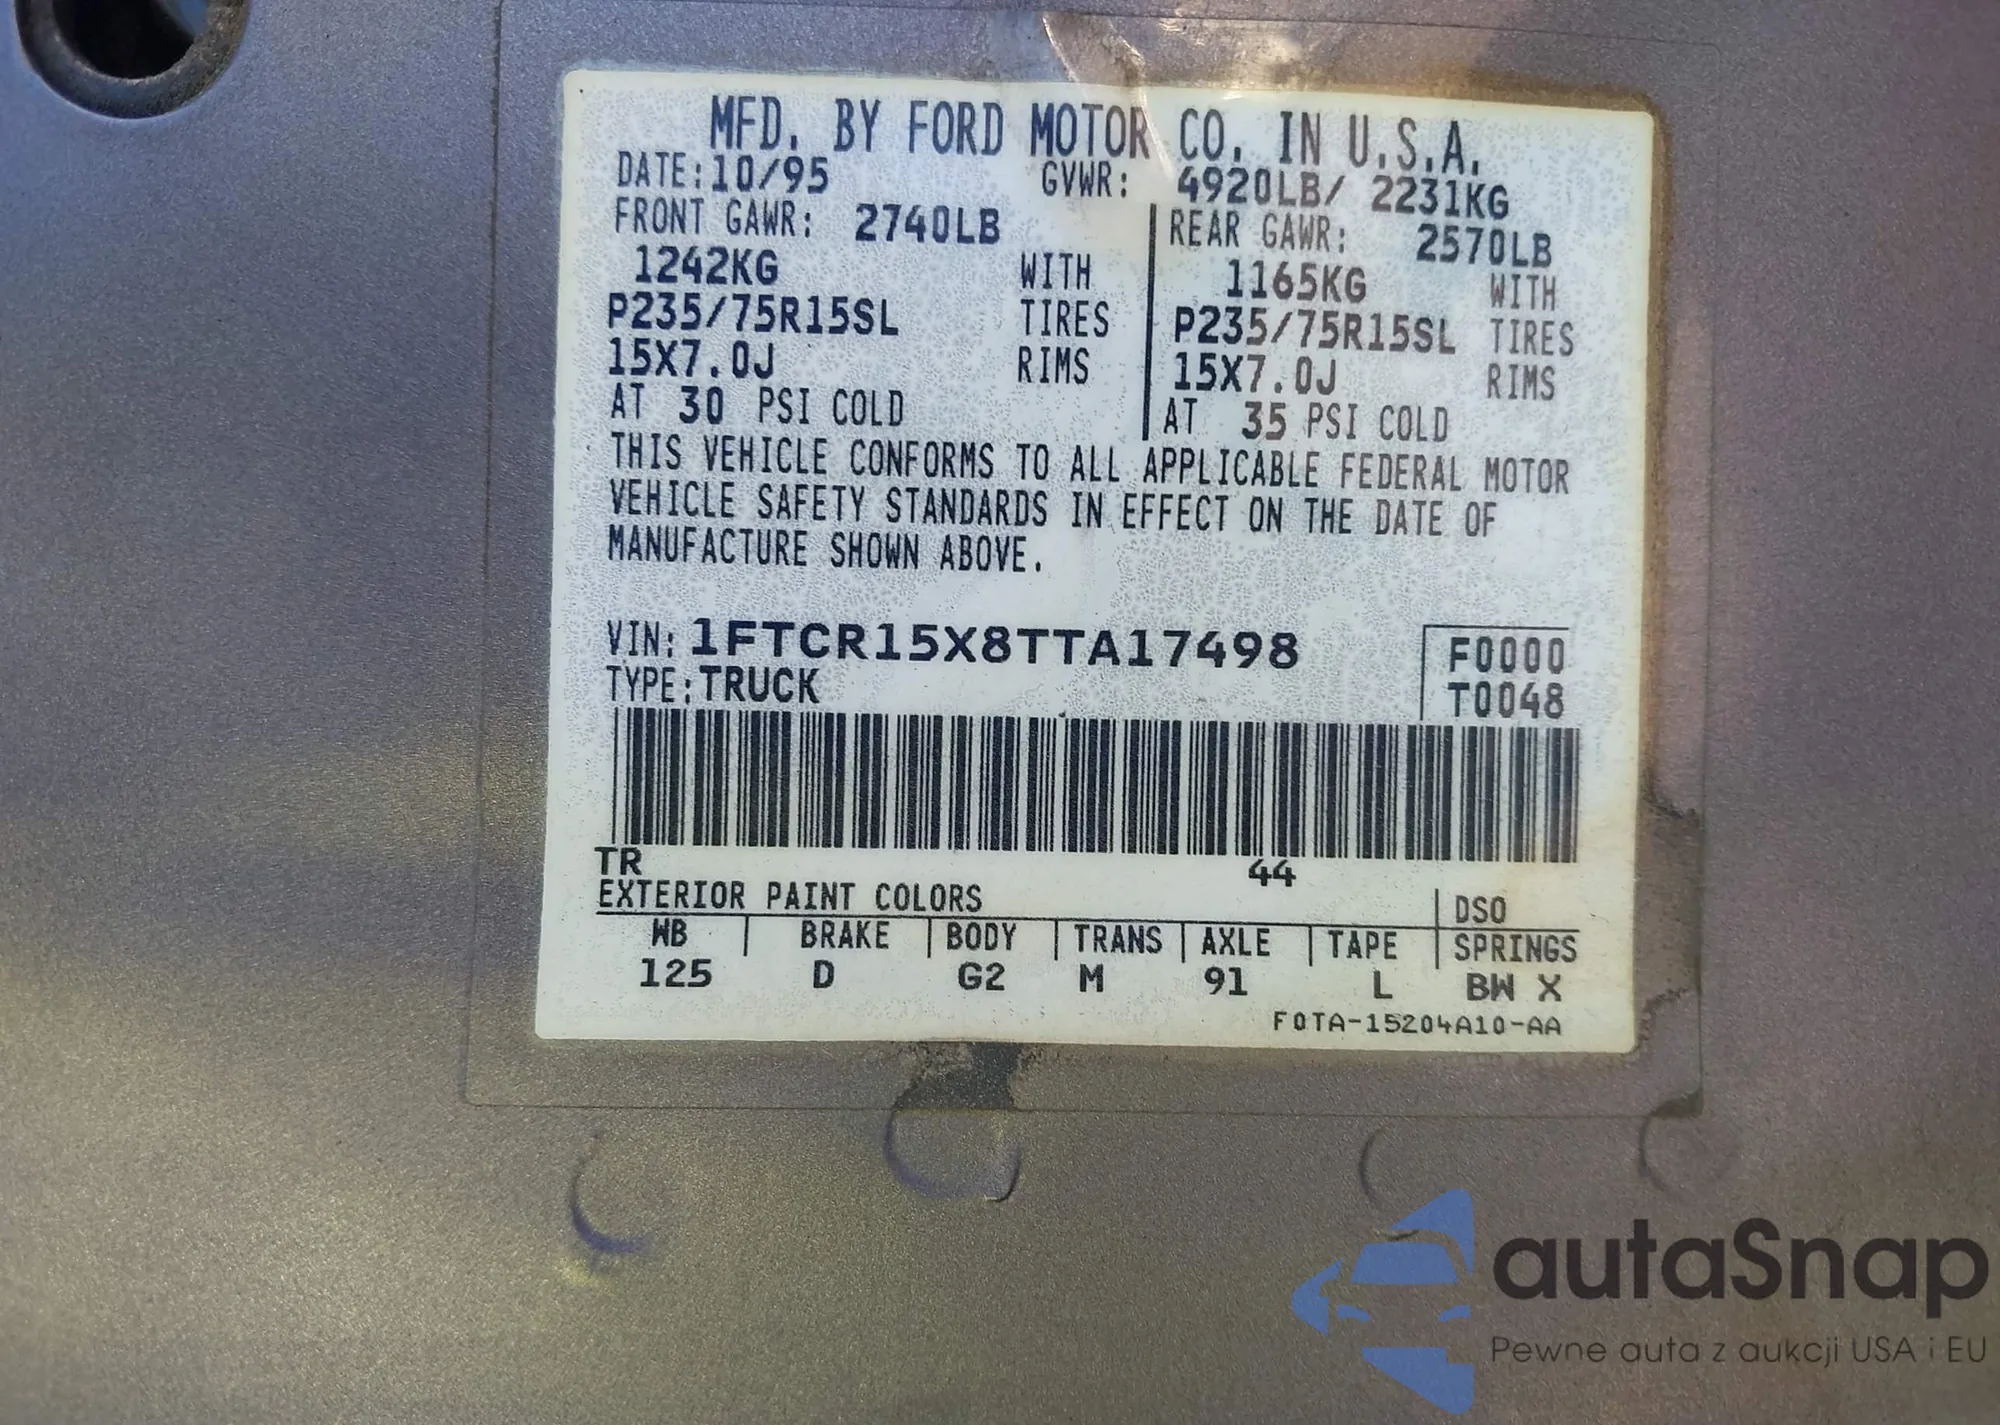 MFD. BY FORD MOTOR CO. IN U.S.A.
DATE: 10/95 GVWR: 4920LB/ 2231KG
FRONT GAWR: 2740LB REAR GAWR: 2570LB
1242KG WITH 1165KG WITH
P235/75R15SL TIRES P235/75R15SL TIRES
15X7.0J RIMS 15X7.0J RIMS
AT 30 PSI COLD AT 35 PSI COLD
THIS VEHICLE CONFORMS TO ALL APPLICABLE FEDERAL MOTOR
VEHICLE SAFETY STANDARDS IN EFFECT ON THE DATE OF
MANUFACTURE SHOWN ABOVE.
VIN: 1FTCR15X8TTA17498 F0000
TYPE: TRUCK T0048
TR 44
EXTERIOR PAINT COLORS DSO
WB BRAKE BODY TRANS AXLE TAPE SPRINGS
125 D G2 M 91 L BW X
F0TA-15204A10-AA
autaSnap
Pewne auta z aukcji USA i EU